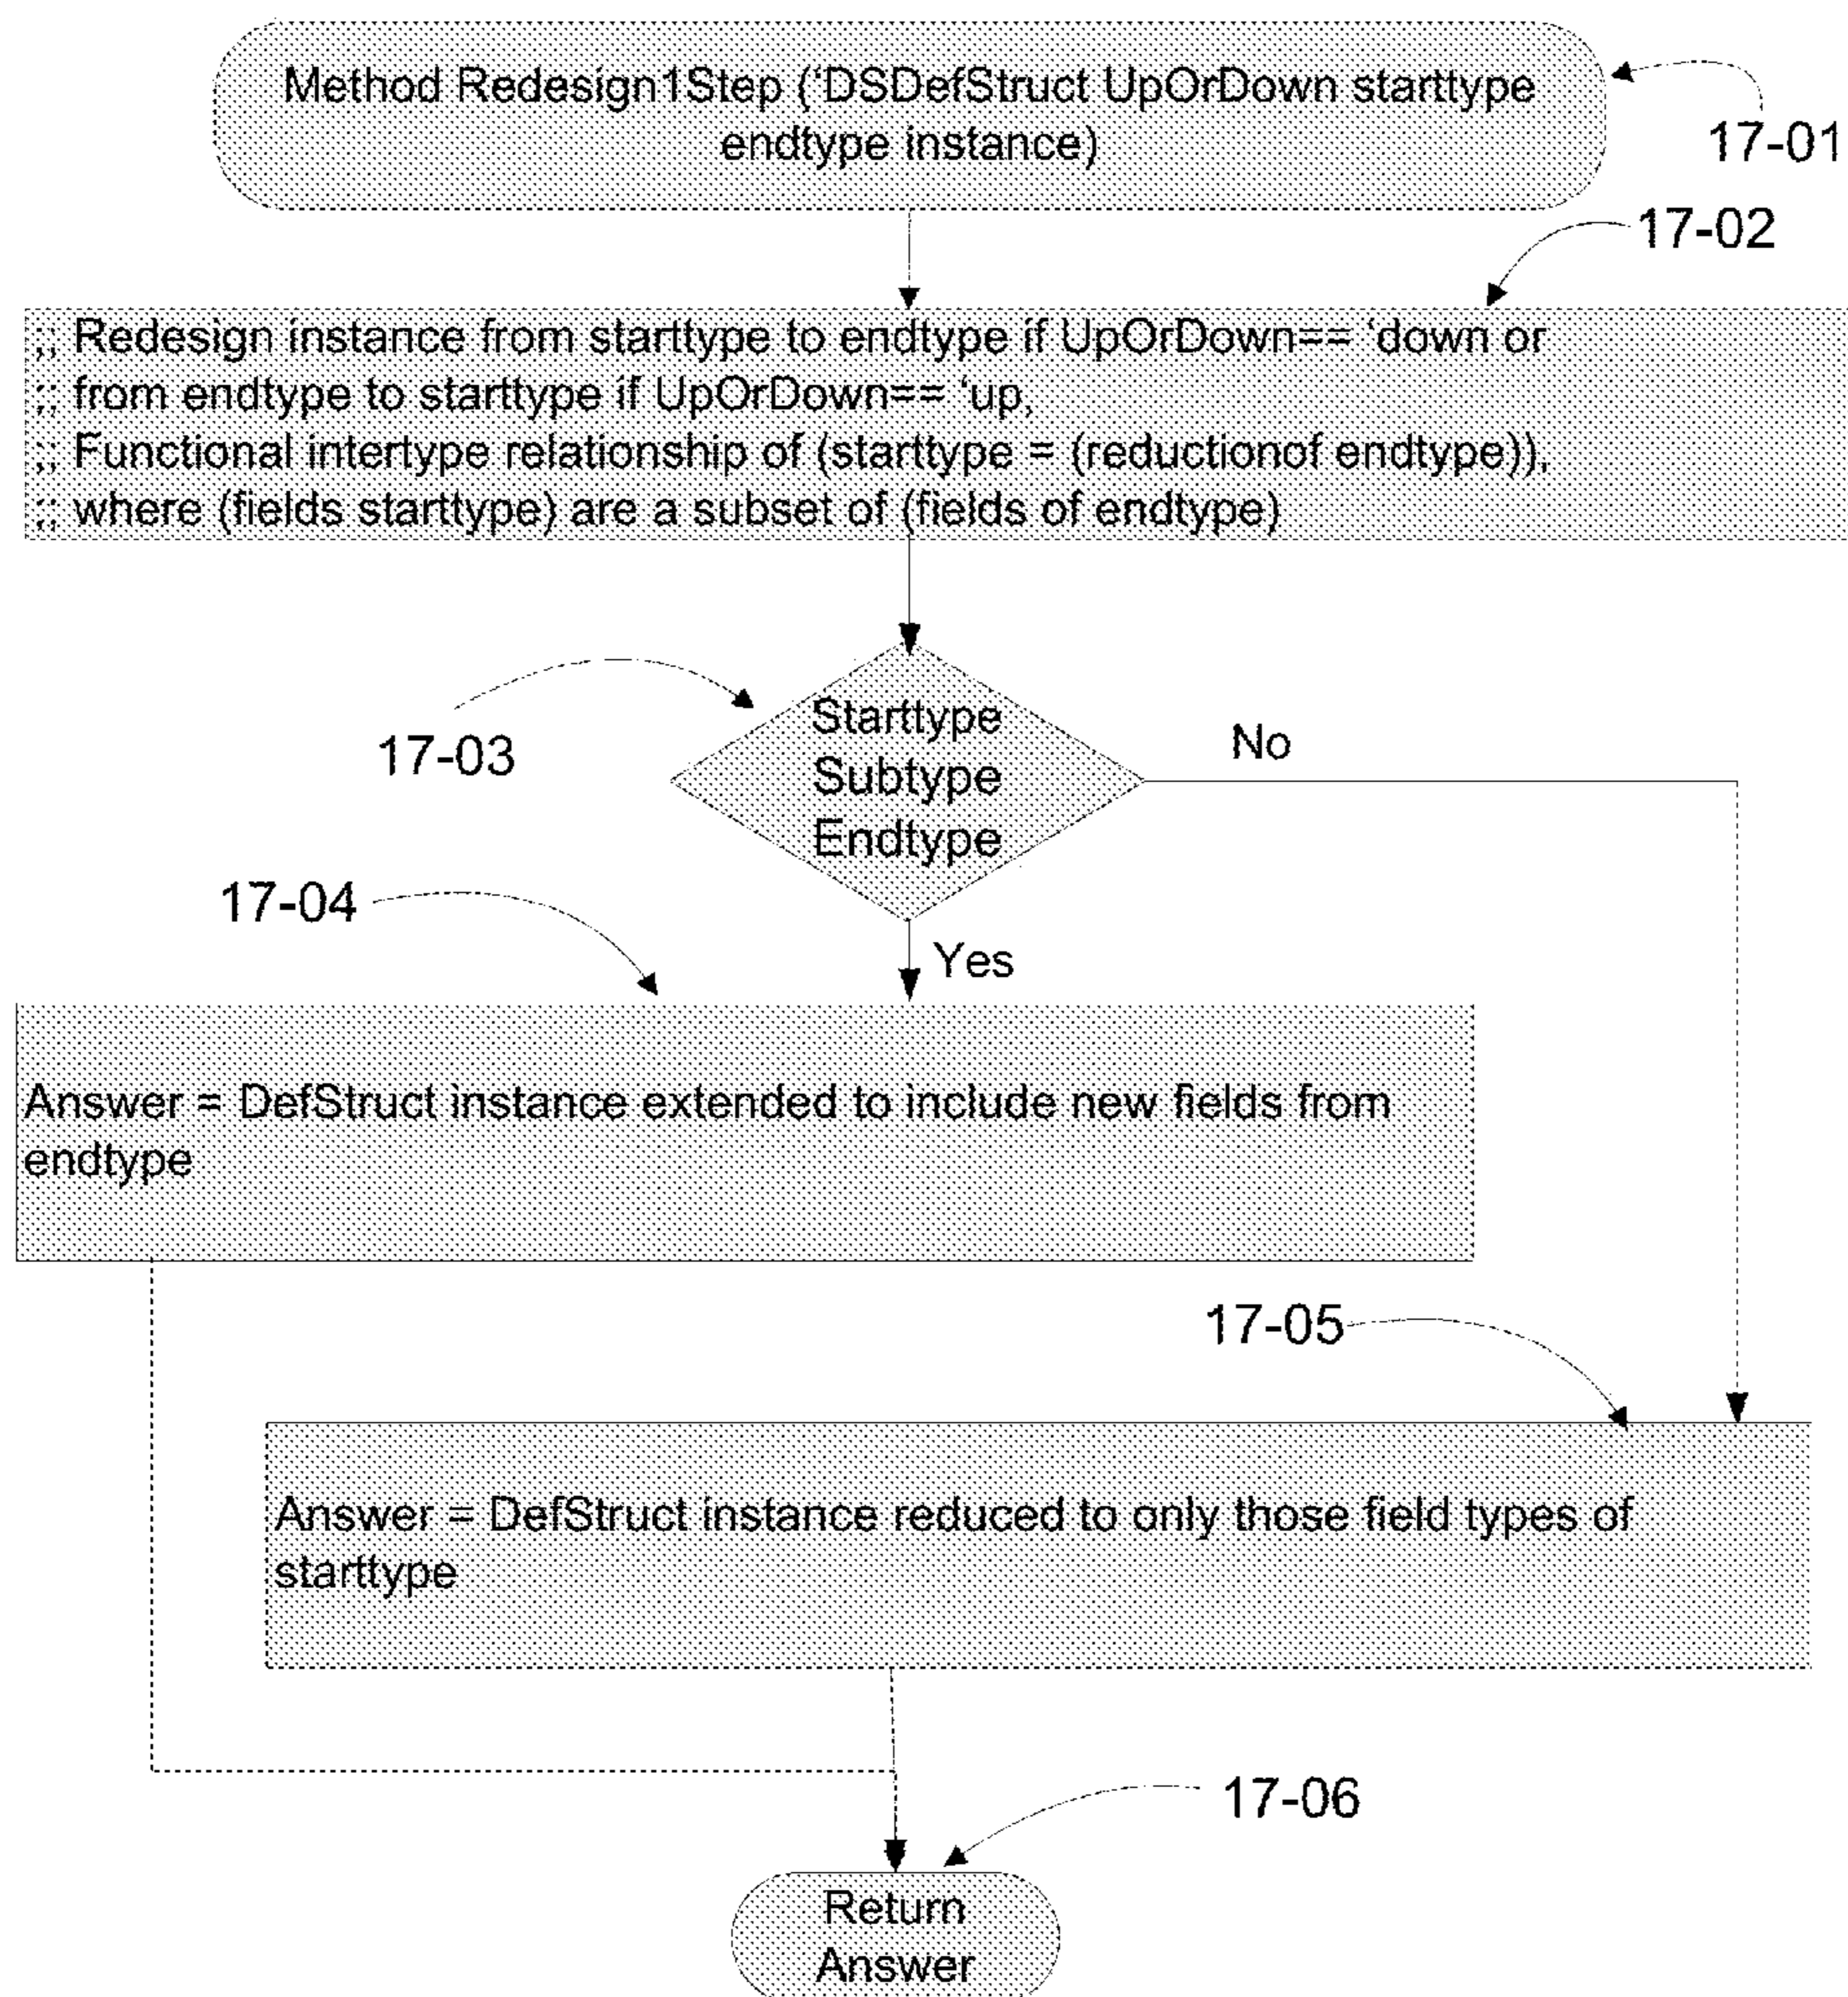 Method Redesign1Step (‘DSDefStruct UpOrDown starttype
endtype instance)
17-01
17-02
;; Redesign instance from starttype to endtype if UpOrDown== ‘down or
;; from endtype to starttype if UpOrDown== ‘up,
;; Functional intertype relationship of (starttype = (reductionof endtype)),
;; where (fields starttype) are a subset of (fields of endtype)
17-03
Starttype
Subtype
Endtype
No
17-04
Yes
Answer = DefStruct instance extended to include new fields from
endtype
17-05
Answer = DefStruct instance reduced to only those field types of
starttype
17-06
Return
Answer